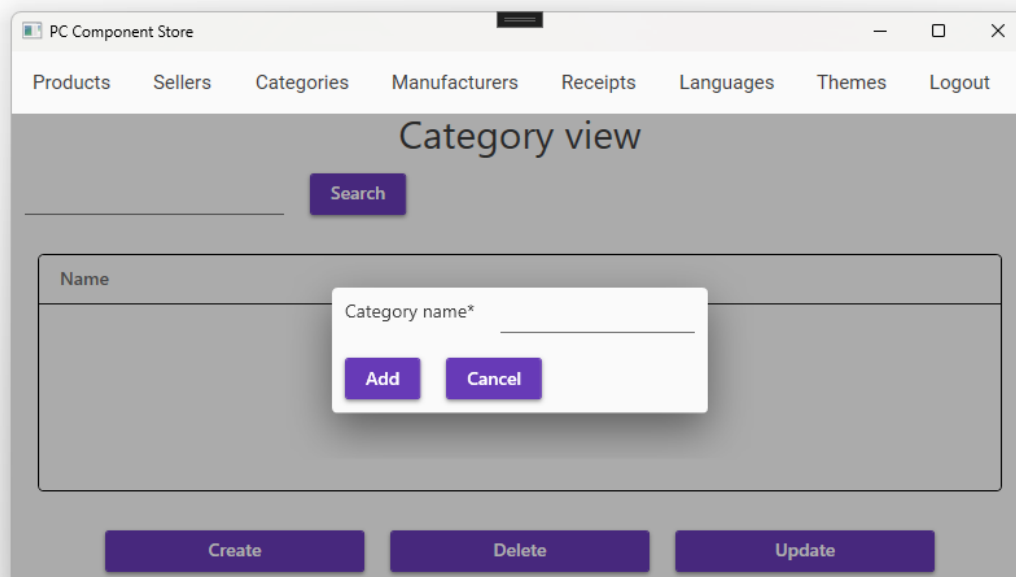 PC Component Store
Products Sellers Categories Manufacturers Receipts Languages Themes Logout
Category view
Search
Name
Category name*
Add Cancel
Create Delete Update